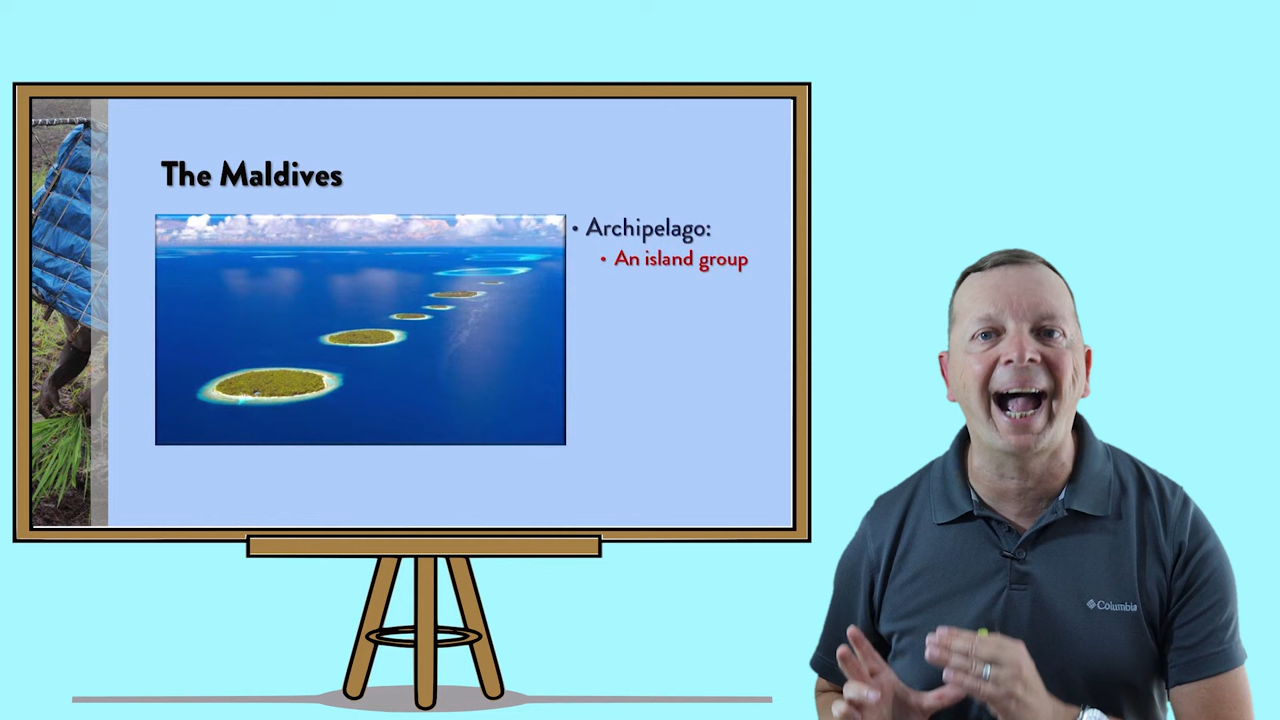 The Maldives
• Archipelago:
• An island group
Columbia